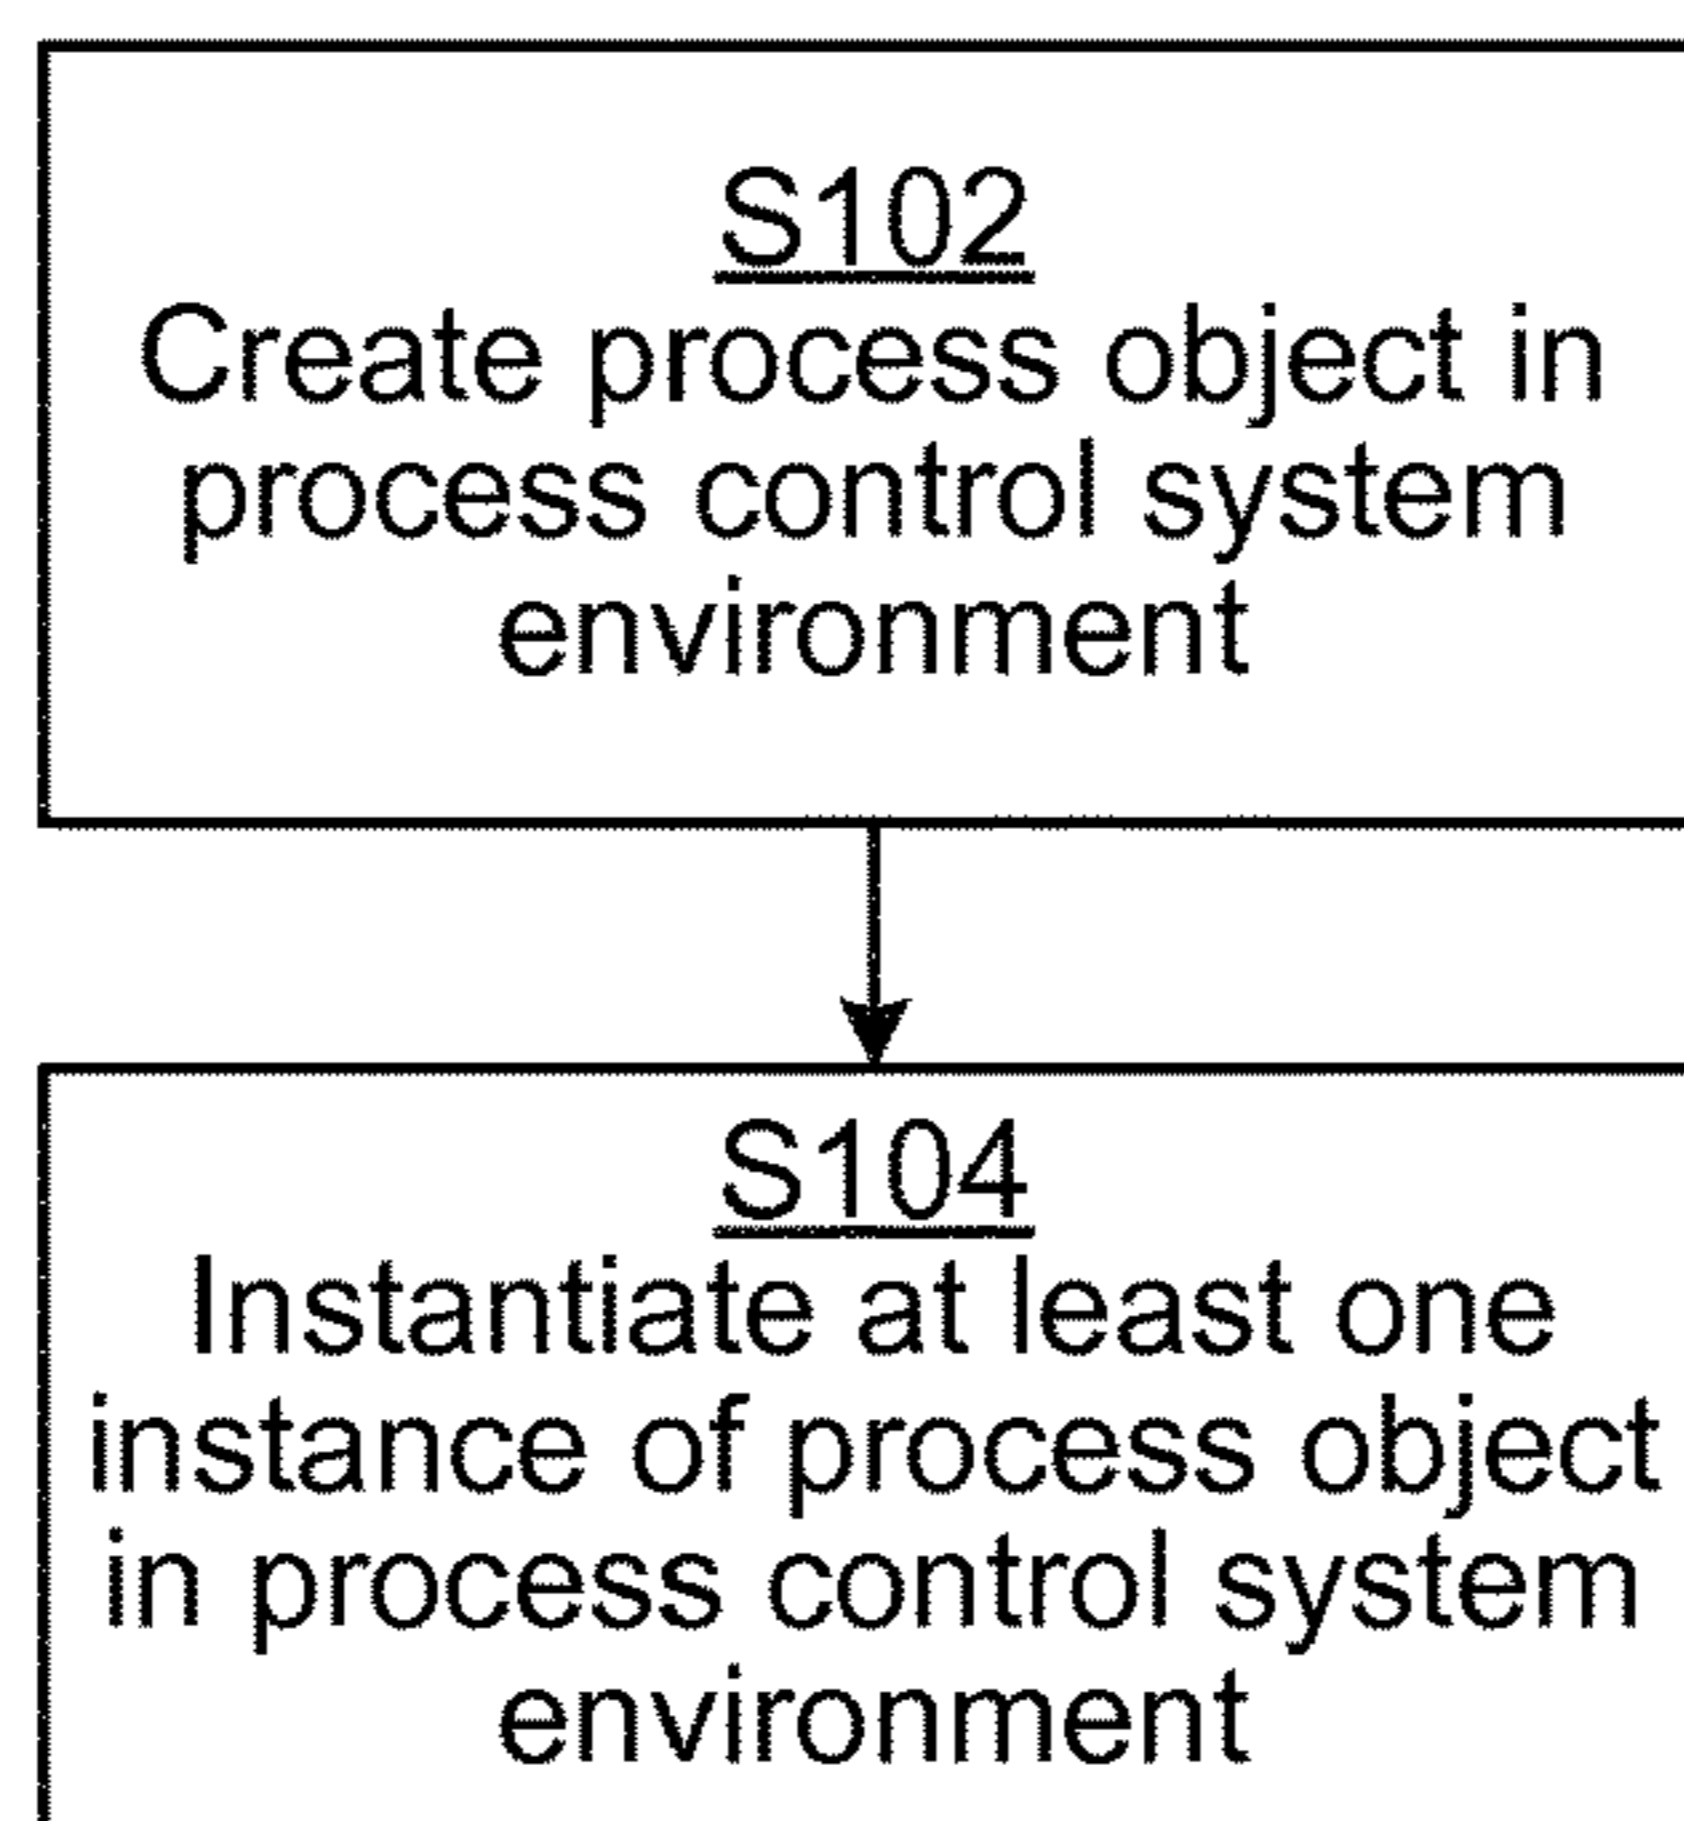 S102
Create process object in
process control system
environment
S104
Instantiate at least one
instance of process object
in process control system
environment